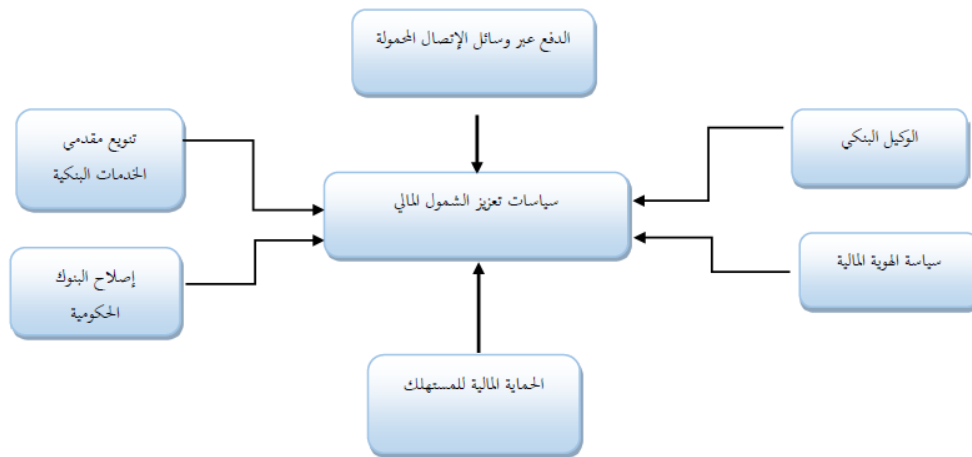 الدفع عبر وسائل الإتصال المحمولة
الوكيل البنكي
تنويع مقدمي
الخدمات البنكية
سياسات تعزيز الشمول المالي
سياسة الهوية المالية
إصلاح البنوك
الحكومية
الحماية المالية للمستهلك